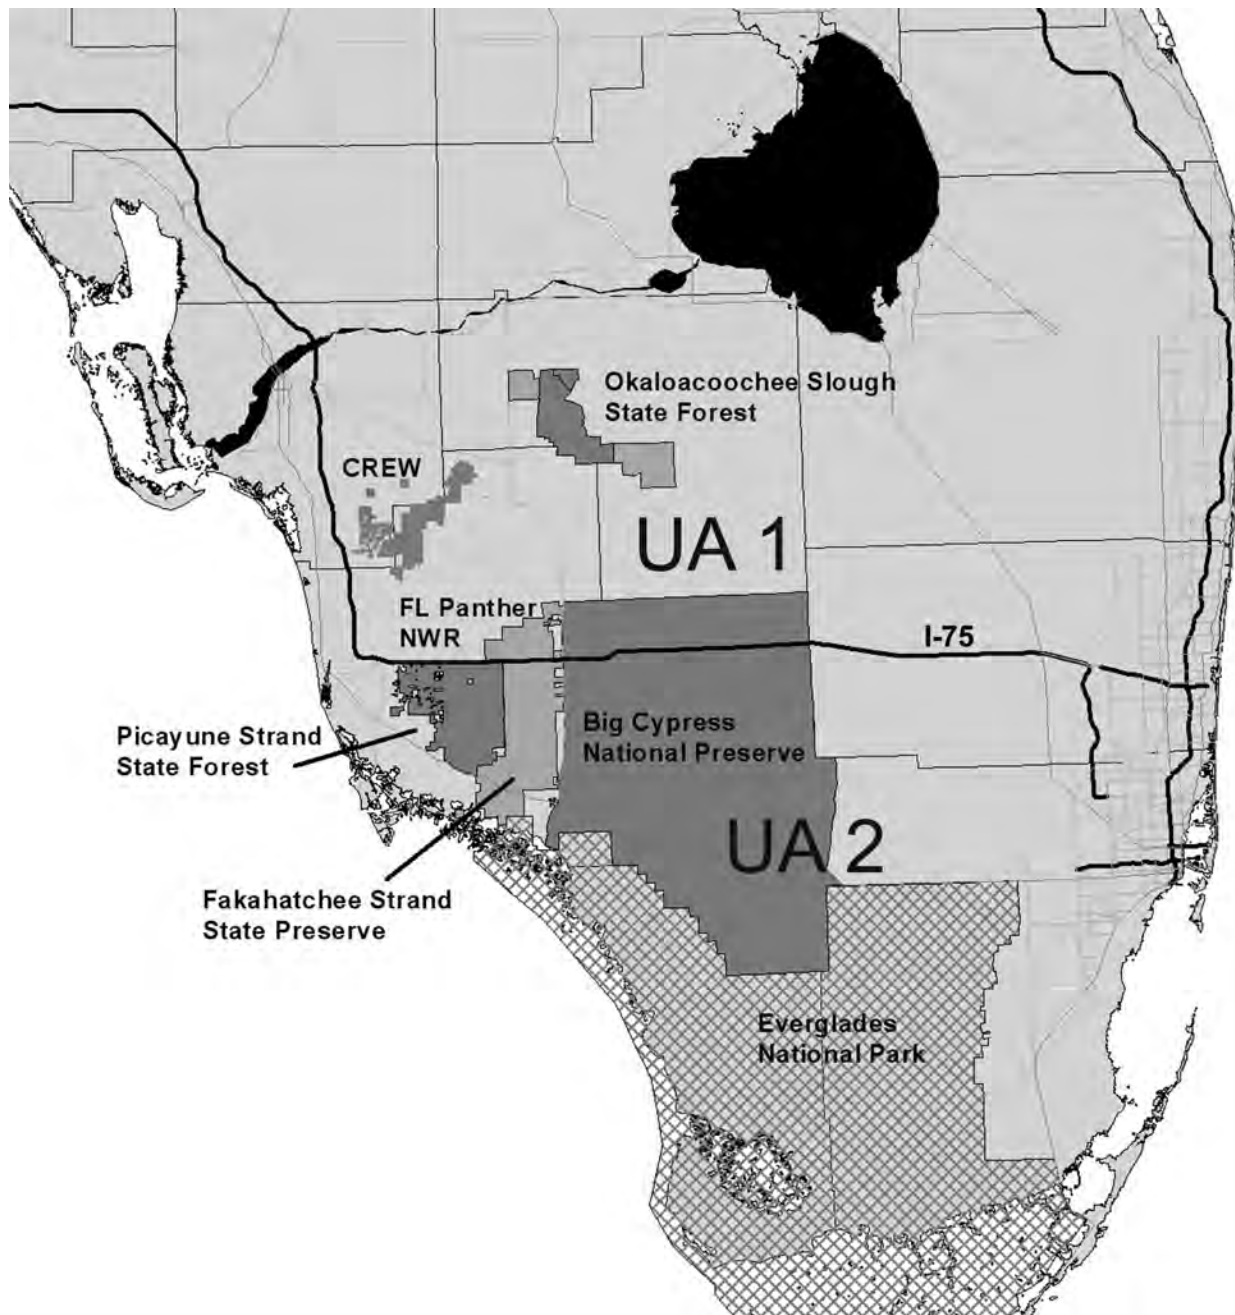 Okaloacoochee Slough
State Forest
CREW
UA 1
FL Panther
NWR
I-75
Picayune Strand
State Forest
Big Cypress
National Preserve
UA 2
Fakahatchee Strand
State Preserve
Everglades
National Park